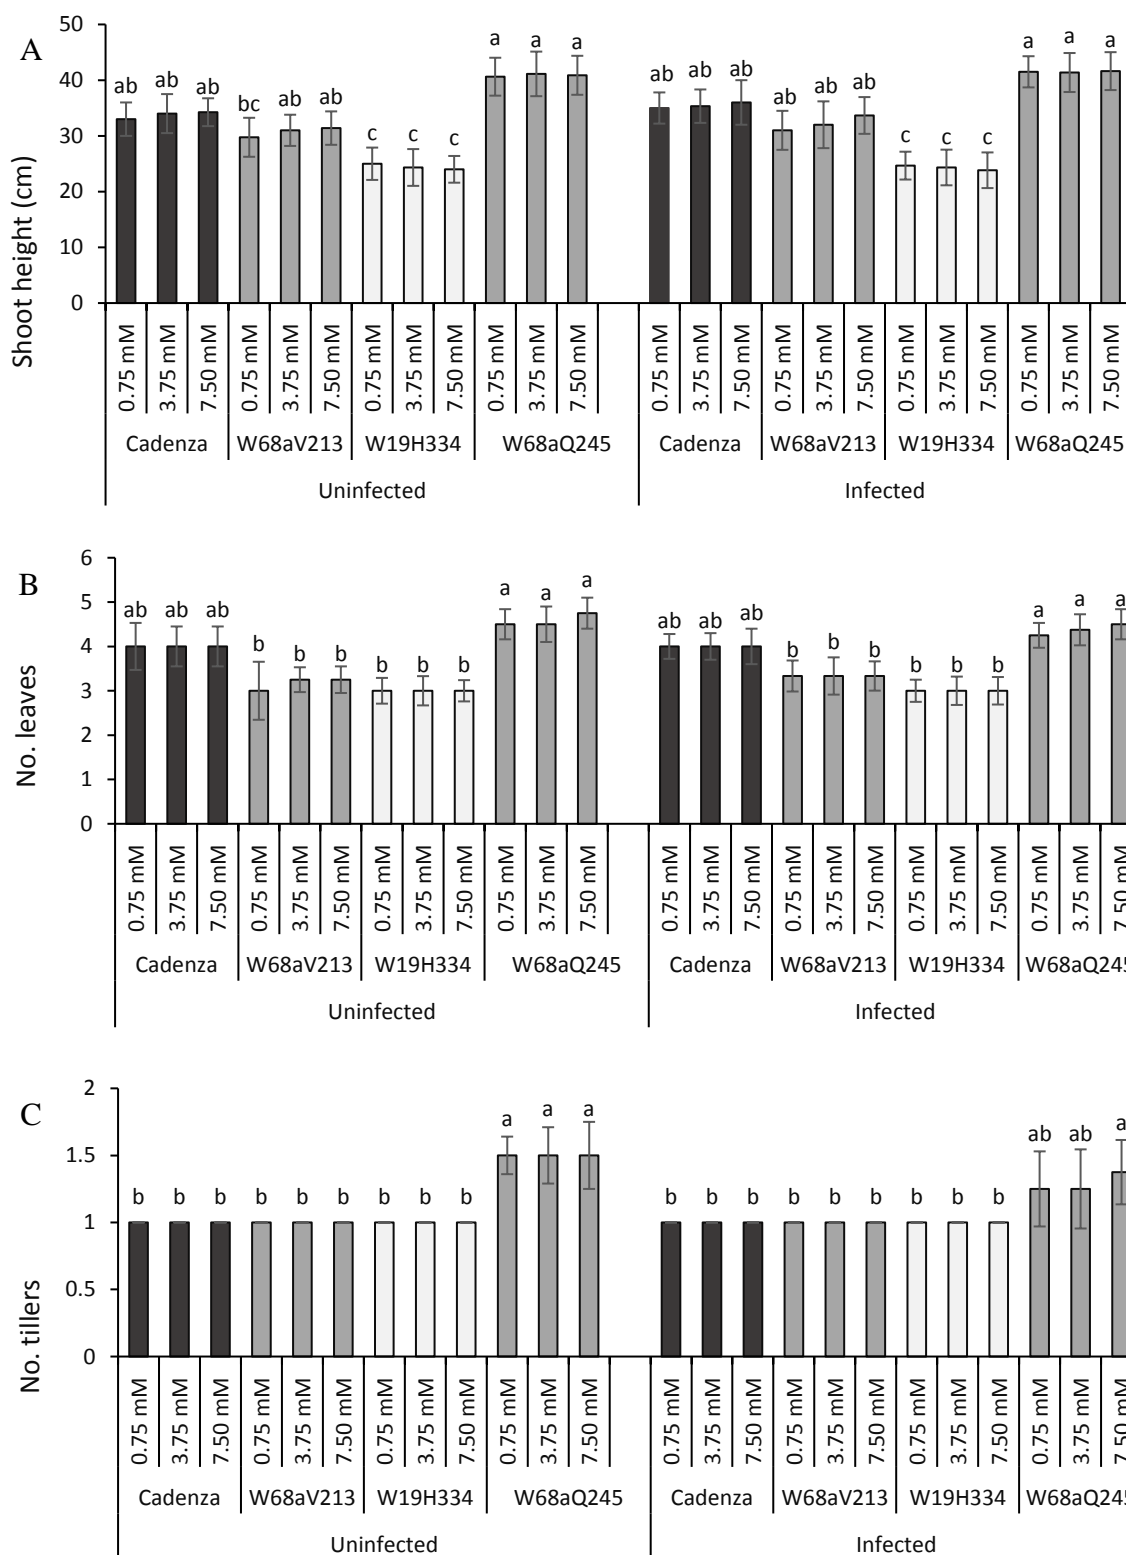 A
Shoot height (cm)
50
40
30
20
10
0
ab ab ab bc ab ab c c c a a a ab ab ab ab ab ab c c c a a a
0.75 mM 3.75 mM 7.50 mM 0.75 mM 3.75 mM 7.50 mM 0.75 mM 3.75 mM 7.50 mM 0.75 mM 3.75 mM 7.50 mM 0.75 mM 3.75 mM 7.50 mM 0.75 mM 3.75 mM 7.50 mM 0.75 mM 3.75 mM 7.50 mM 0.75 mM 3.75 mM 7.50 mM
Cadenza W68aV213 W19H334 W68aQ245 Cadenza W68aV213 W19H334 W68aQ245
Uninfected Infected
B
No. leaves
6
5
4
3
2
1
0
ab ab ab b b b b b b a a a ab ab ab b b b b b b a a a
0.75 mM 3.75 mM 7.50 mM 0.75 mM 3.75 mM 7.50 mM 0.75 mM 3.75 mM 7.50 mM 0.75 mM 3.75 mM 7.50 mM 0.75 mM 3.75 mM 7.50 mM 0.75 mM 3.75 mM 7.50 mM 0.75 mM 3.75 mM 7.50 mM 0.75 mM 3.75 mM 7.50 mM
Cadenza W68aV213 W19H334 W68aQ245 Cadenza W68aV213 W19H334 W68aQ245
Uninfected Infected
C
No. tillers
2
1.5
1
0.5
0
b b b b b b b b b a a a b b b b b b b b b ab ab a
0.75 mM 3.75 mM 7.50 mM 0.75 mM 3.75 mM 7.50 mM 0.75 mM 3.75 mM 7.50 mM 0.75 mM 3.75 mM 7.50 mM 0.75 mM 3.75 mM 7.50 mM 0.75 mM 3.75 mM 7.50 mM 0.75 mM 3.75 mM 7.50 mM 0.75 mM 3.75 mM 7.50 mM
Cadenza W68aV213 W19H334 W68aQ245 Cadenza W68aV213 W19H334 W68aQ245
Uninfected Infected